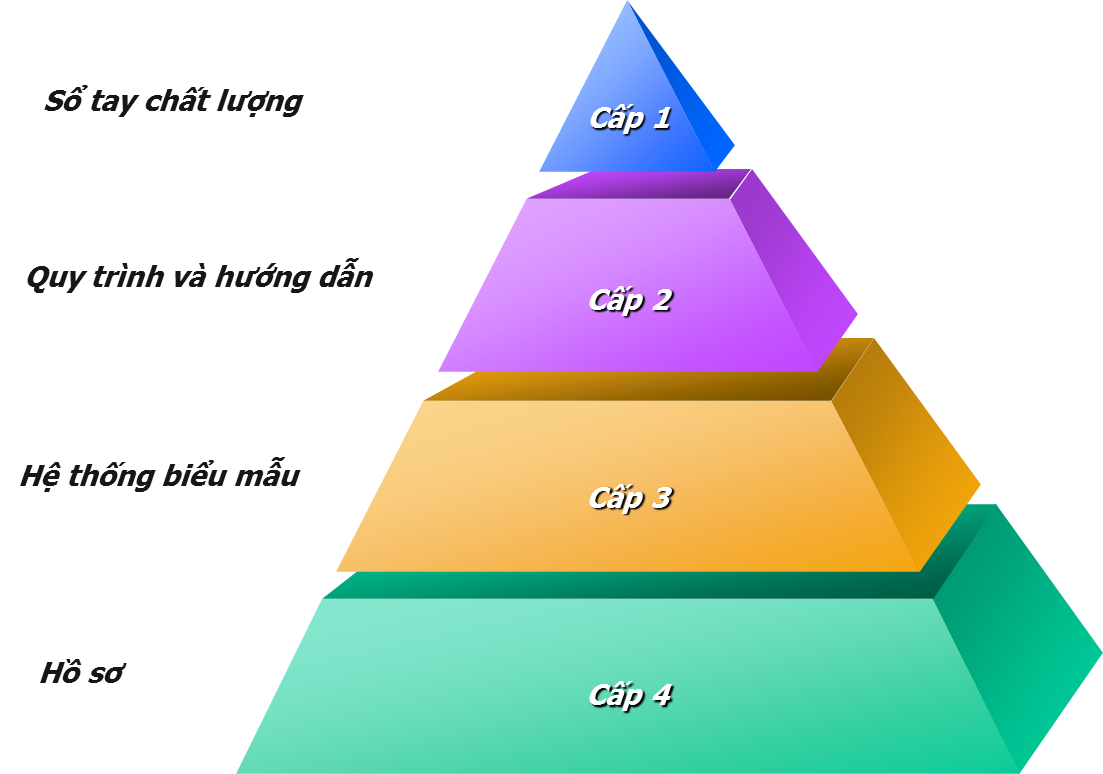 Sổ tay chất lượng
Cấp 1
Quy trình và hướng dẫn
Cấp 2
Hệ thống biểu mẫu
Cấp 3
Hồ sơ
Cấp 4